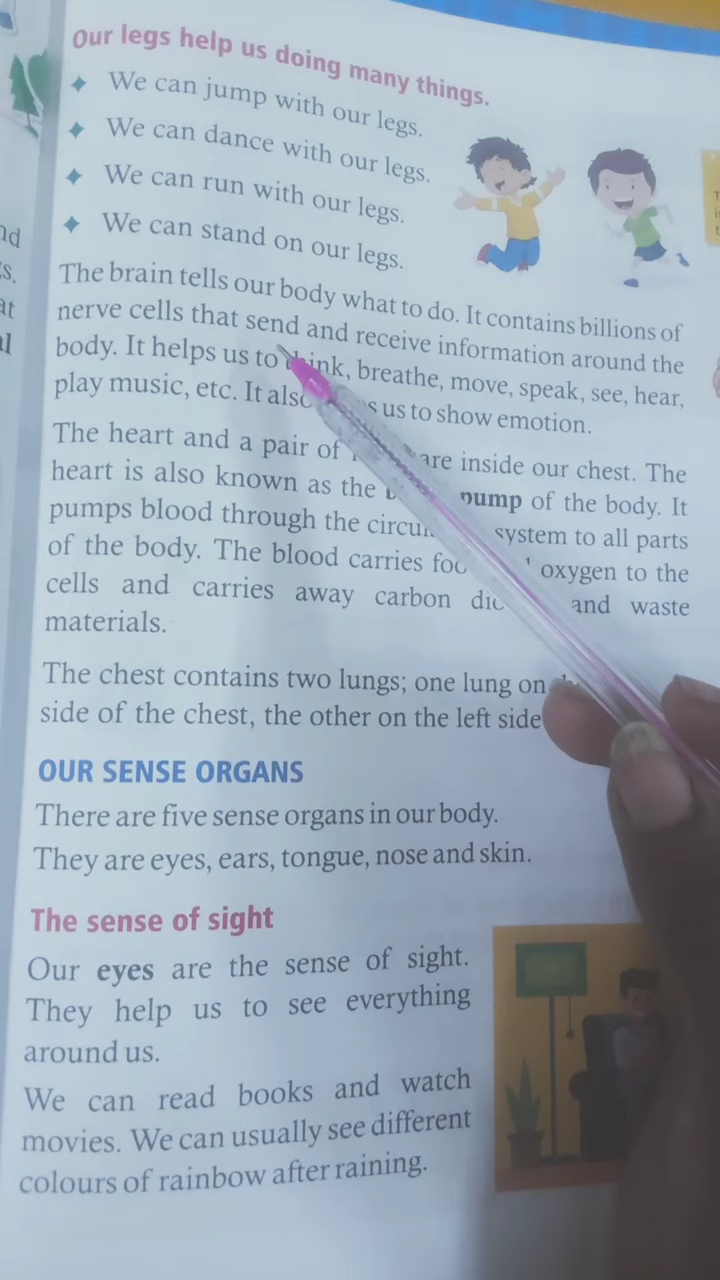 Our legs help us doing many things.
✦ We can jump with our legs.
✦ We can dance with our legs.
✦ We can run with our legs.
✦ We can stand on our legs.
The brain tells our body what to do. It contains billions of
nerve cells that send and receive information around the
body. It helps us to think, breathe, move, speak, see, hear,
play music, etc. It also us to show emotion.
The heart and a pair of are inside our chest. The
heart is also known as the pump of the body. It
pumps blood through the system to all parts
of the body. The blood carries oxygen to the
cells and carries away carbon and waste
materials.
The chest contains two lungs; one lung on
side of the chest, the other on the left side
OUR SENSE ORGANS
There are five sense organs in our body.
They are eyes, ears, tongue, nose and skin.
The sense of sight
Our eyes are the sense of sight.
They help us to see everything
around us.
We can read books and watch
movies. We can usually see different
colours of rainbow after raining.